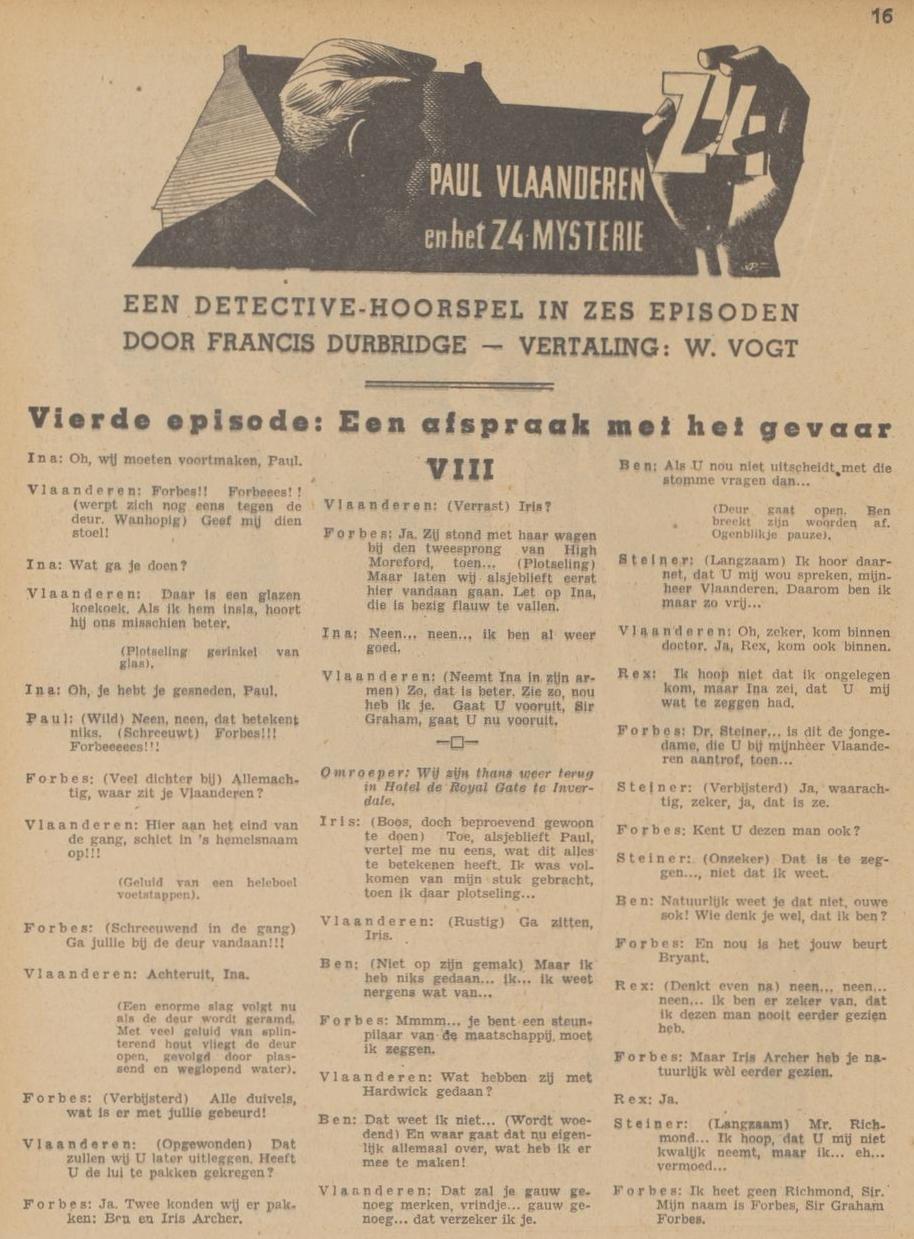 16
Z4
PAUL VLAANDEREN
en het Z4-MYSTERIE
EEN DETECTIVE-HOORSPEL IN ZES EPISODEN
DOOR FRANCIS DURBRIDGE — VERTALING: W. VOGT
Vierde episode: Een afspraak met het gevaar
Ina: Oh, wij moeten voortmaken, Paul.
Vlaanderen: Forbes!! Forbeees!!
(werpt zich nog eens tegen de
deur. Wanhopig) Geef mij dien
stoel!
Ina: Wat ga je doen?
Vlaanderen: Daar is een glazen
koekoek. Als ik hem insla, hoort
hij ons misschien beter.
(Plotseling gerinkel van
glas).
Ina: Oh, je hebt je gesneden, Paul.
Paul: (Wild) Neen, neen, dat betekent
niks. (Schreeuwt) Forbes!!!
Forbeeeees!!!
Forbes: (Veel dichter bij) Allemach-
tig, waar zit je Vlaanderen?
Vlaanderen: Hier aan het eind van
de gang, schiet in 's hemelsnaam
op!!!
(Geluid van een heleboel
voetstappen).
Forbes: (Schreeuwend in de gang)
Ga jullie bij de deur vandaan!!!
Vlaanderen: Achteruit, Ina.
(Een enorme slag volgt nu
als de deur wordt geramd.
Met veel geluid van splin-
terend hout vliegt de deur
open, gevolgd door plas-
send en weglopend water).
Forbes: (Verbijsterd) Alle duivels,
wat is er met jullie gebeurd!
Vlaanderen: (Opgewonden) Dat
zullen wij U later uitleggen. Heeft
U de lui te pakken gekregen?
Forbes: Ja. Twee konden wij er pak-
ken: Ben en Iris Archer.
VIII
Vlaanderen: (Verrast) Iris?
Forbes: Ja. Zij stond met haar wagen
bij den tweesprong van High
Moreford, toen... (Plotseling)
Maar laten wij alsjeblieft eerst
hier vandaan gaan. Let op Ina,
die is bezig flauw te vallen.
Ina: Neen... neen... ik ben al weer
goed.
Vlaanderen: (Neemt Ina in zijn ar-
men) Zo, dat is beter. Zie zo, nou
heb ik je. Gaat U vooruit, Sir
Graham, gaat U nu vooruit.
Omroeper: Wij zijn thans weer terug
in Hotel de Royal Gate te Inver-
dale.
Iris: (Boos, doch beproevend gewoon
te doen) Toe, alsjeblieft Paul,
vertel me nu eens, wat dit alles
te betekenen heeft. Ik was vol-
komen van mijn stuk gebracht,
toen ik daar plotseling...
Vlaanderen: (Rustig) Ga zitten,
Iris.
Ben: (Niet op zijn gemak) Maar ik
heb niks gedaan... ik... ik weet
nergens wat van...
Forbes: Mmmm... je bent een steun-
pilaar van de maatschappij, moet
ik zeggen.
Vlaanderen: Wat hebben zij met
Hardwick gedaan?
Ben: Dat weet ik niet... (Wordt woe-
dend) En waar gaat dat nu eigen-
lijk allemaal over, wat heb ik er
mee te maken!
Vlaanderen: Dat zal je gauw ge-
noeg merken, vrindje... gauw ge-
noeg... dat verzeker ik je.
Ben: Als U nou niet uitscheidt met die
stomme vragen dan...
(Deur gaat open. Ben
breekt zijn woorden af.
Ogenblikje pauze).
Steiner: (Langzaam) Ik hoor daar-
net, dat U mij wou spreken, mijn-
heer Vlaanderen. Daarom ben ik
maar zo vrij...
Vlaanderen: Oh, zeker, kom binnen
doctor. Ja, Rex, kom ook binnen.
Rex: Ik hoop niet dat ik ongelegen
kom, maar Ina zei, dat U mij
wat te zeggen had.
Forbes: Dr. Steiner... is dit de jonge-
dame, die U bij mijnheer Vlaande-
ren aantrof, toen...
Steiner: (Verbijsterd) Ja, waarach-
tig, zeker, ja, dat is ze.
Forbes: Kent U dezen man ook?
Steiner: (Onzeker) Dat is te zeg-
gen..., niet dat ik weet.
Ben: Natuurlijk weet je dat niet, ouwe
sok! Wie denk je wel, dat ik ben?
Forbes: En nou is het jouw beurt
Bryant.
Rex: (Denkt even na) neen... neen...
neen... ik ben er zeker van, dat
ik dezen man nooit eerder gezien
heb.
Forbes: Maar Iris Archer heb je na-
tuurlijk wèl eerder gezien.
Rex: Ja.
Steiner: (Langzaam) Mr. Rich-
mond... Ik hoop, dat U mij niet
kwalijk neemt, maar ik... eh...
vermoed...
Forbes: Ik heet geen Richmond, Sir.
Mijn naam is Forbes, Sir Graham
Forbes.